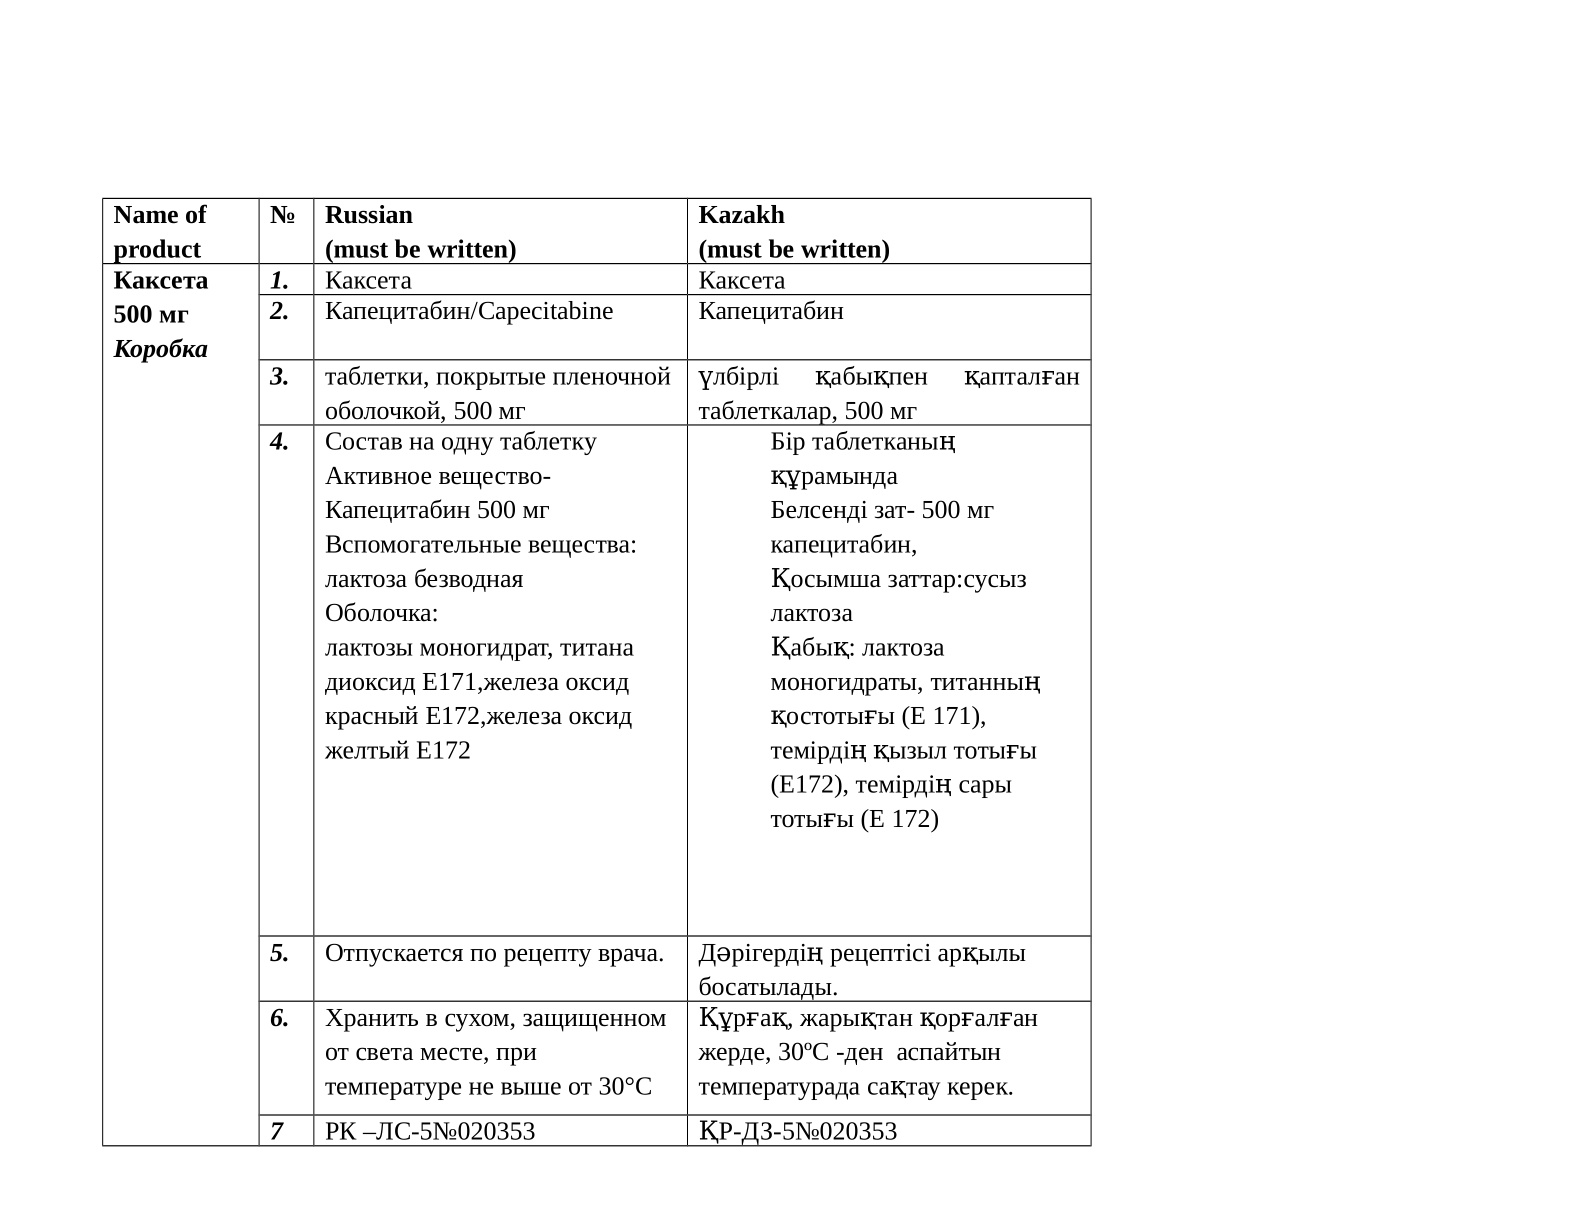 Name of
product
№
Russian
(must be written)
Kazakh
(must be written)
Каксета
500 мг
Коробка
1.
Каксета
Каксета
2.
Капецитабин/Capecitabine
Капецитабин
3.
таблетки, покрытые пленочной
оболочкой, 500 мг
үлбірлі қабықпен қапталған
таблеткалар, 500 мг
4.
Состав на одну таблетку
Активное вещество-
Капецитабин 500 мг
Вспомогательные вещества:
лактоза безводная
Оболочка:
лактозы моногидрат, титана
диоксид Е171,железа оксид
красный Е172,железа оксид
желтый Е172
Бір таблетканың
құрамында
Белсенді зат- 500 мг
капецитабин,
Қосымша заттар:сусыз
лактоза
Қабық: лактоза
моногидраты, титанның
қостотығы (Е 171),
темірдің қызыл тотығы
(Е172), темірдің сары
тотығы (Е 172)
5.
Отпускается по рецепту врача.
Дәрігердің рецептісі арқылы
босатылады.
6.
Хранить в сухом, защищенном
от света месте, при
температуре не выше от 30°С
Құрғақ, жарықтан қорғалған
жерде, 30ºС -ден  аспайтын
температурада сақтау керек.
7
РК –ЛС-5№020353
ҚР-ДЗ-5№020353